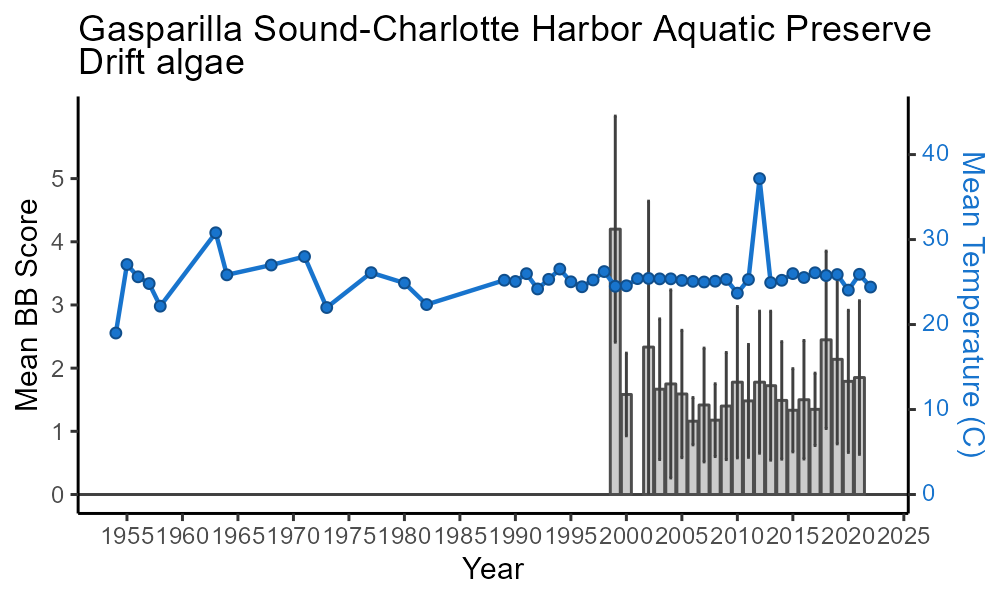 Gasparilla Sound-Charlotte Harbor Aquatic Preserve
Drift algae
Mean BB Score
5
4
3
2
1
0
40
30
20
10
0
Mean Temperature (C)
1955 1960 1965 1970 1975 1980 1985 1990 1995 2000 2005 2010 2015 2020 2025
Year